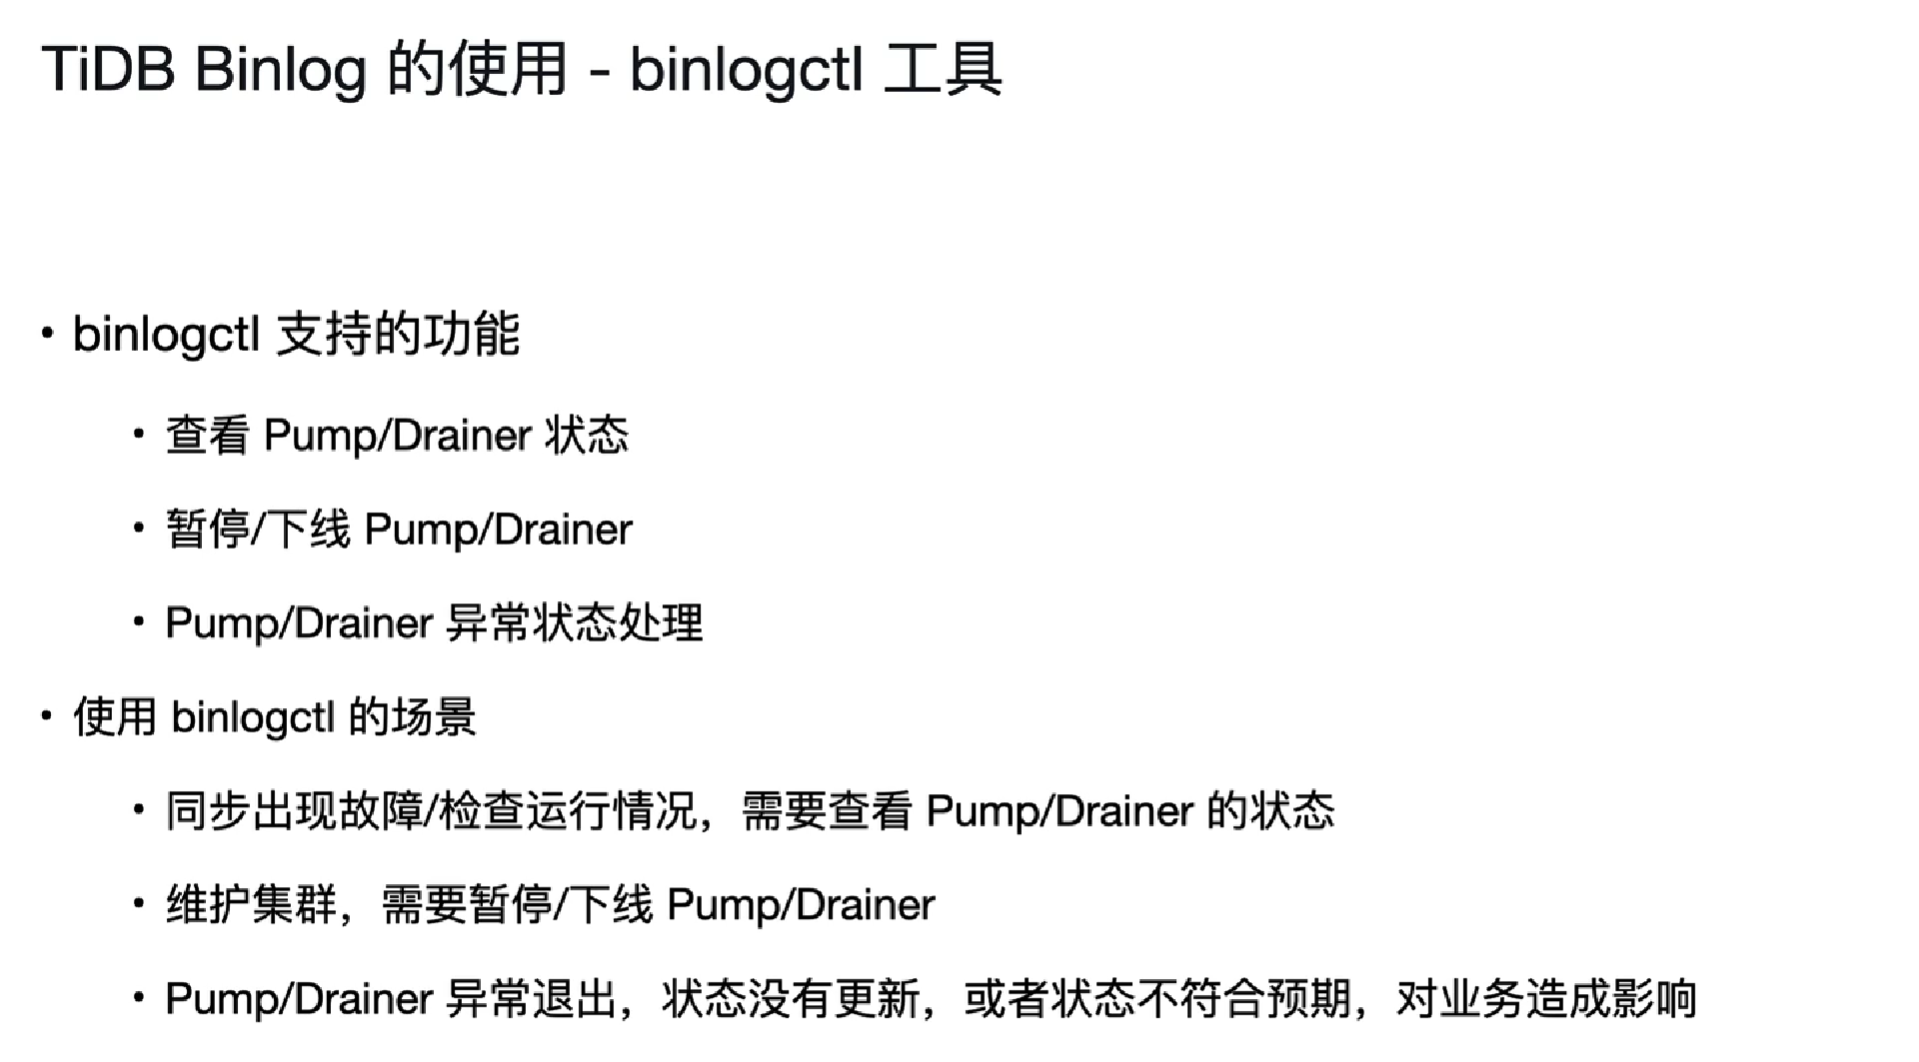 TiDB Binlog 的使用 - binlogctl 工具
• binlogctl 支持的功能
• 查看 Pump/Drainer 状态
• 暂停/下线 Pump/Drainer
• Pump/Drainer 异常状态处理
• 使用 binlogctl 的场景
• 同步出现故障/检查运行情况，需要查看 Pump/Drainer 的状态
• 维护集群，需要暂停/下线 Pump/Drainer
• Pump/Drainer 异常退出，状态没有更新，或者状态不符合预期，对业务造成影响